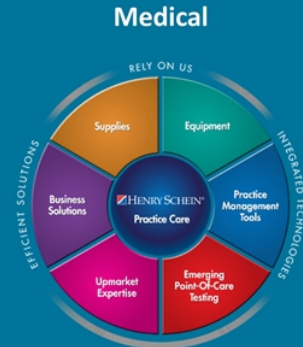 Medical
RELY ON US
Supplies
Equipment
EFFICIENT SOLUTIONS
INTEGRATED TECHNOLOGIES
Business
Solutions
HENRY SCHEIN®
Practice Care
Practice
Management
Tools
Upmarket
Expertise
Emerging
Point-Of-Care
Testing